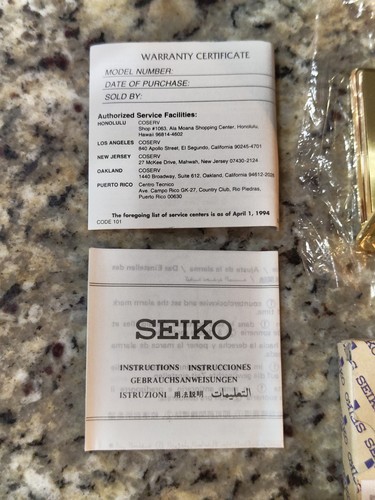 WARRANTY CERTIFICATE
MODEL NUMBER:
DATE OF PURCHASE:
SOLD BY:
Authorized Service Facilities:
HONOLULU COSERV
Shop #1063, Ala Moana Shopping Center, Honolulu,
Hawaii 96814-4602
LOS ANGELES COSERV
840 Apollo Street, El Segundo, California 90245-4701
NEW JERSEY COSERV
27 McKee Drive, Mahwah, New Jersey 07430-2124
OAKLAND COSERV
1440 Broadway, Suite 612, Oakland, California 94612-2026
PUERTO RICO Centro Tecnico
Ave. Campo Rico GK-27, Country Club, Rio Piedras,
Puerto Rico 00630
The foregoing list of service centers is as of April 1, 1994
CODE 101
SEIKO
INSTRUCTIONS INSTRUCCIONES
GEBRAUCHSANWEISUNGEN
ISTRUZIONI 用法說明 التعليمات